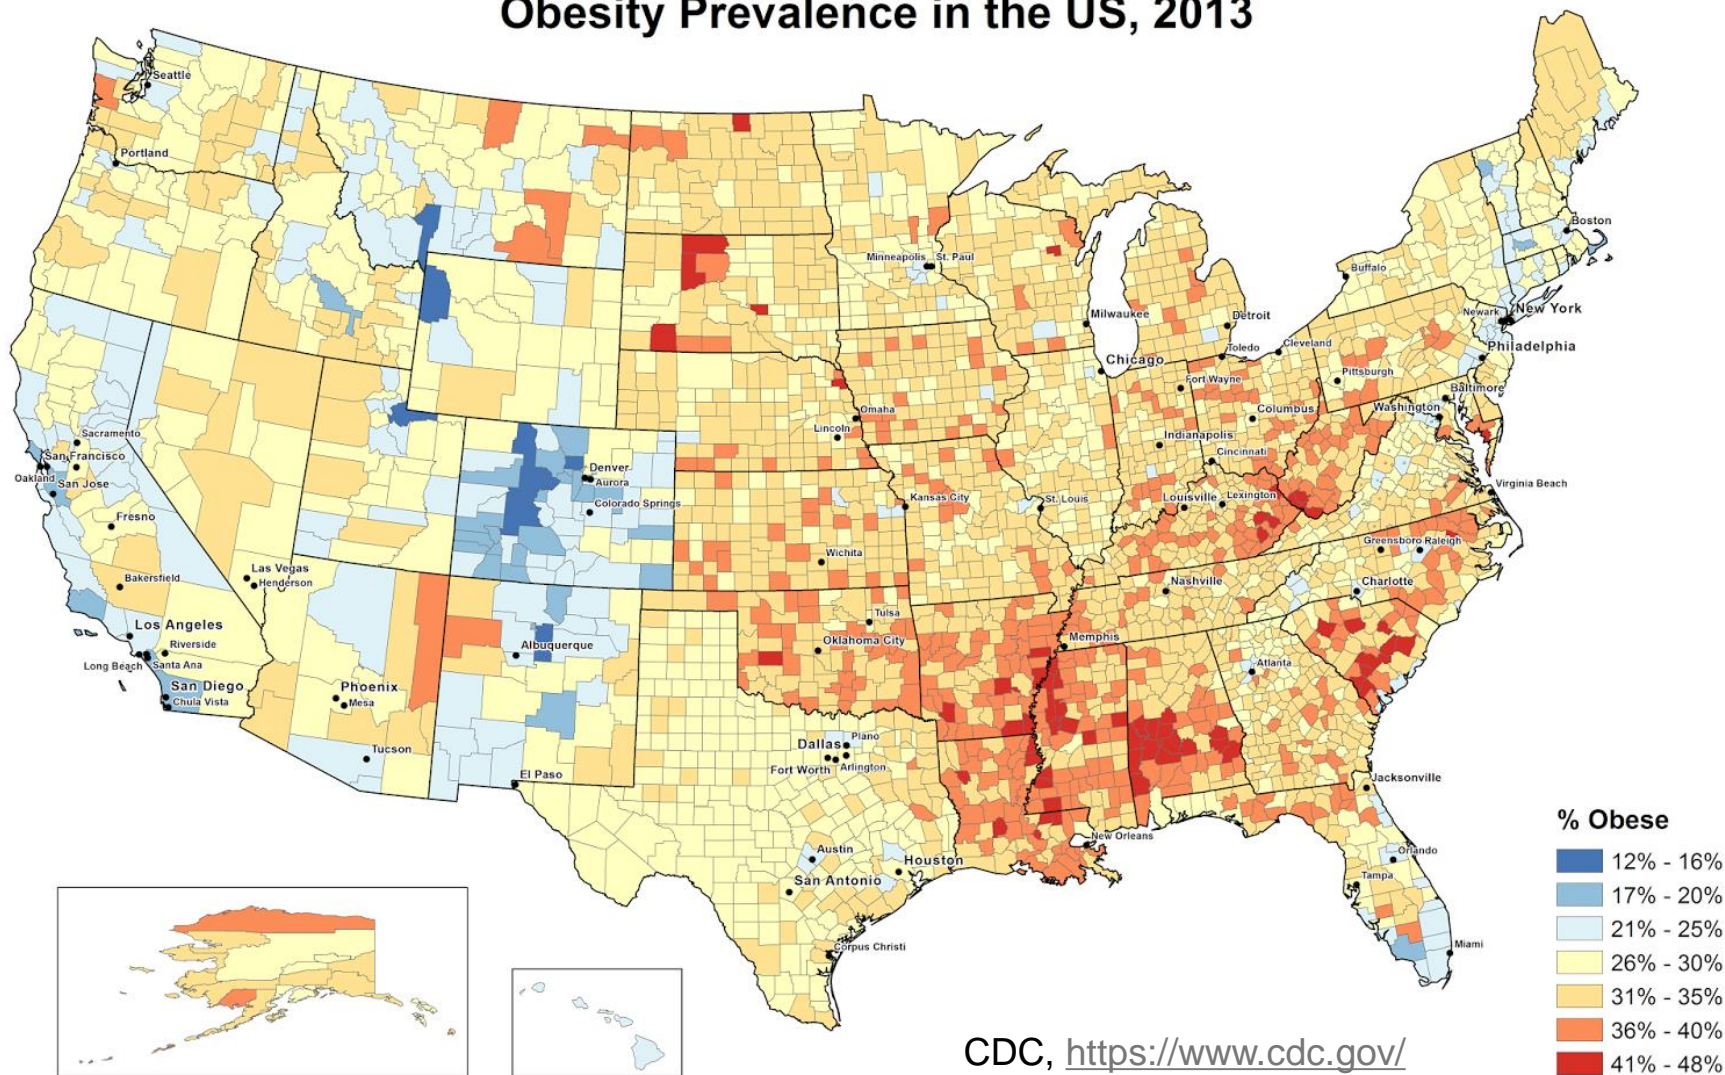 Obesity Prevalence in the US, 2013
Seattle
Portland
Boston
Minneapolis
St. Paul
Buffalo
Milwaukee
Detroit
Newark
New York
Toledo
Cleveland
Philadelphia
Chicago
Fort Wayne
Pittsburgh
Baltimore
Omaha
Columbus
Washington
Lincoln
Sacramento
Indianapolis
San Francisco
Cincinnati
Denver
Oakland
San Jose
Aurora
Virginia Beach
Kansas City
St. Louis
Louisville
Lexington
Colorado Springs
Fresno
Greensboro
Raleigh
Wichita
Las Vegas
Bakersfield
Henderson
Nashville
Charlotte
Tulsa
Los Angeles
Memphis
Riverside
Albuquerque
Oklahoma City
Long Beach
Santa Ana
Atlanta
San Diego
Phoenix
Chula Vista
Mesa
Tucson
Dallas
Plano
Fort Worth
Arlington
El Paso
Jacksonville
New Orleans
Austin
Houston
Orlando
San Antonio
Tampa
Corpus Christi
Miami
% Obese
12% - 16%
17% - 20%
21% - 25%
26% - 30%
31% - 35%
36% - 40%
41% - 48%
CDC, https://www.cdc.gov/